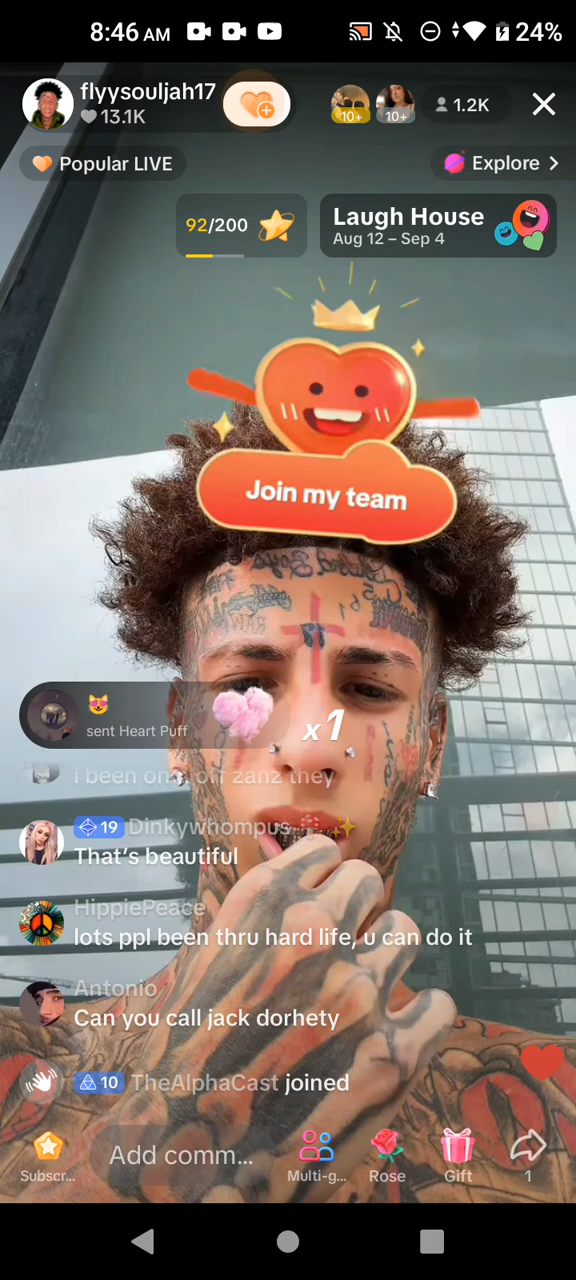 8:46 AM
24%
flyysouljah17
13.1K
10+
10+
1.2K
Popular LIVE
Explore >
92/200
Laugh House
Aug 12 – Sep 4
Join my team
sent Heart Puff
x1
i been on
off zanz they
19 Dinkywhompus
That's beautiful
HippiePeace
lots ppl been thru hard life, u can do it
Antonio
Can you call jack dorhety
10 TheAlphaCast joined
Subscr...
Add comm...
Multi-g...
Rose
Gift
1